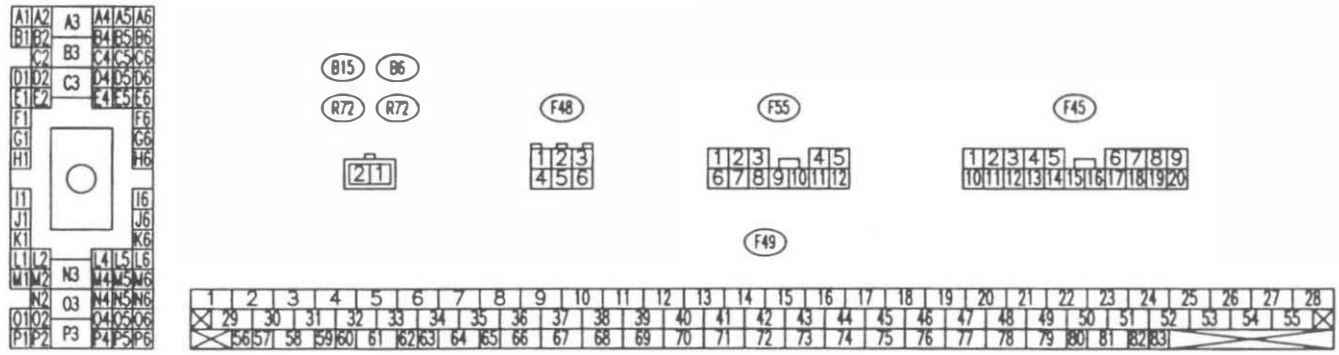 A1 A2 A3 A4 A5 A6
B1 B2 B4 B5 B6
B3
C2 C4 C5 C6
D1 D2 C3 D4 D5 D6
E1 E2 E4 E5 E6
F1 F6
G1 G6
H1 H6
I1 I6
J1 J6
K1 K6
L1 L2 L4 L5 L6
M1 M2 N3 M4 M5 M6
N2 O3 N4 N5 N6
O1 O2 O4 O5 O6
P1 P2 P3 P4 P5 P6
B15 B6
R72 R72
2 1
F48
1 2 3
4 5 6
F55
1 2 3 4 5
6 7 8 9 10 11 12
F45
1 2 3 4 5 6 7 8 9
10 11 12 13 14 15 16 17 18 19 20
F49
1 2 3 4 5 6 7 8 9 10 11 12 13 14 15 16 17 18 19 20 21 22 23 24 25 26 27 28
29 30 31 32 33 34 35 36 37 38 39 40 41 42 43 44 45 46 47 48 49 50 51 52 53 54 55
56 57 58 59 60 61 62 63 64 65 66 67 68 69 70 71 72 73 74 75 76 77 78 79 80 81 82 83